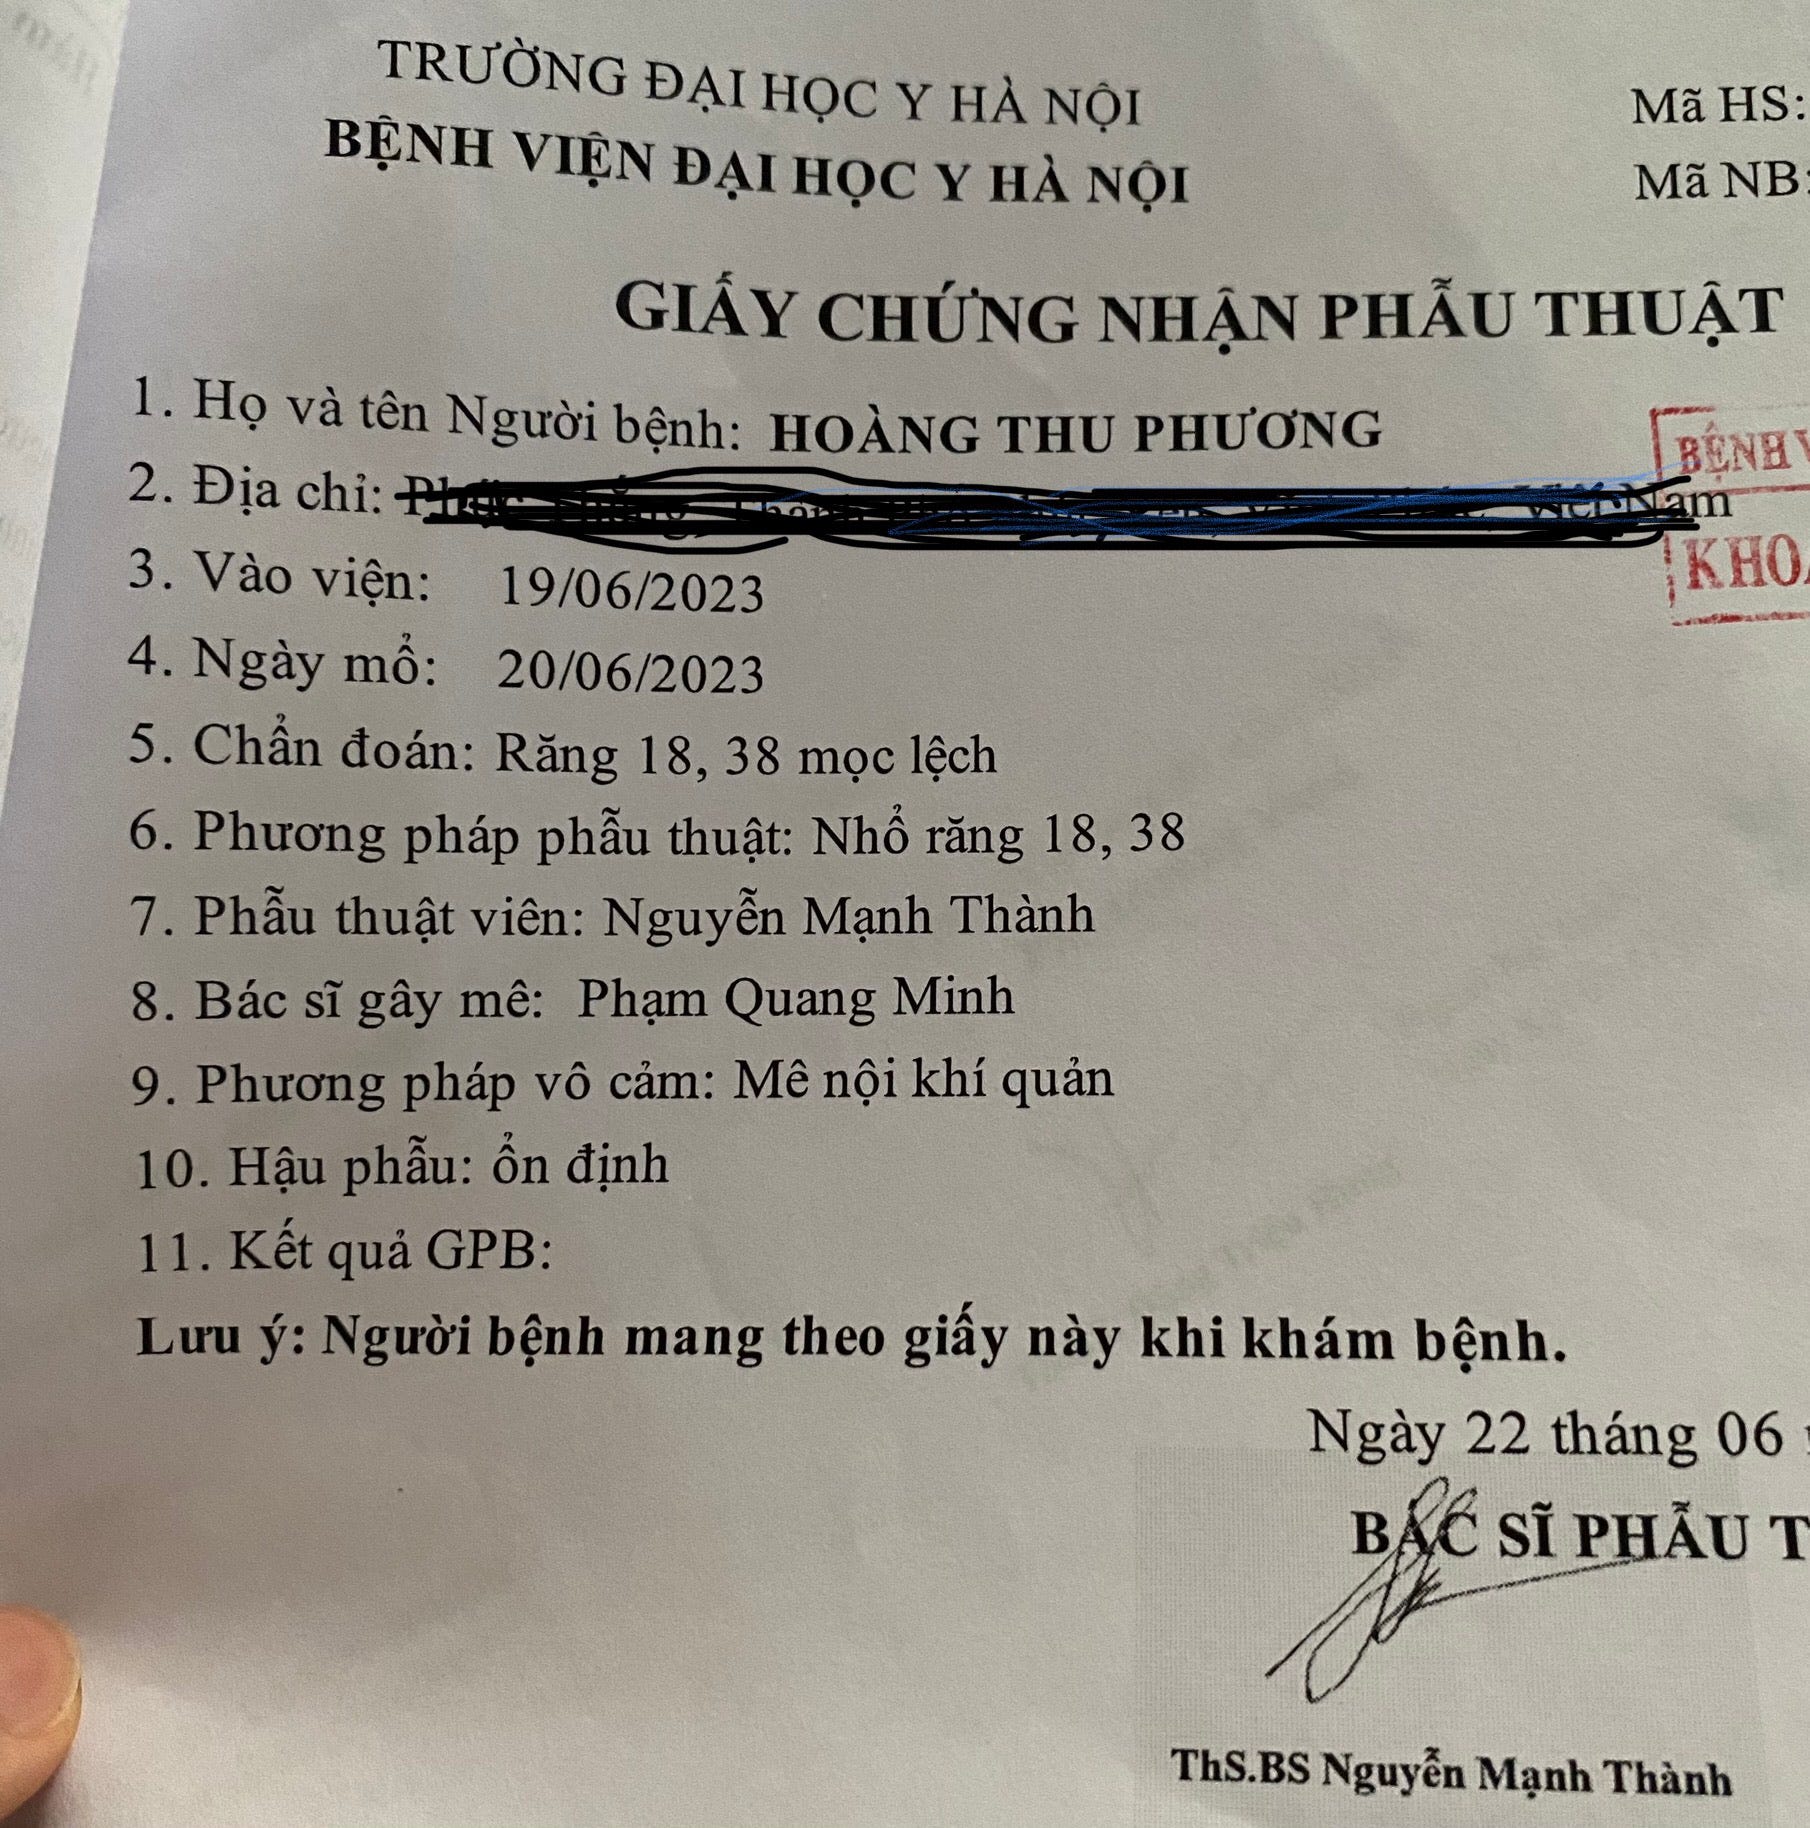 TRƯỜNG ĐẠI HỌC Y HÀ NỘI
BỆNH VIỆN ĐẠI HỌC Y HÀ NỘI
Mã HS:
Mã NB:
GIẤY CHỨNG NHẬN PHẪU THUẬT
1. Họ và tên Người bệnh: HOÀNG THU PHƯƠNG
2. Địa chỉ:
BỆNH V
KHOA
3. Vào viện: 19/06/2023
4. Ngày mổ: 20/06/2023
5. Chẩn đoán: Răng 18, 38 mọc lệch
6. Phương pháp phẫu thuật: Nhổ răng 18, 38
7. Phẫu thuật viên: Nguyễn Mạnh Thành
8. Bác sĩ gây mê: Phạm Quang Minh
9. Phương pháp vô cảm: Mê nội khí quản
10. Hậu phẫu: ổn định
11. Kết quả GPB:
Lưu ý: Người bệnh mang theo giấy này khi khám bệnh.
Ngày 22 tháng 06
BÁC SĨ PHẪU T
ThS.BS Nguyễn Mạnh Thành